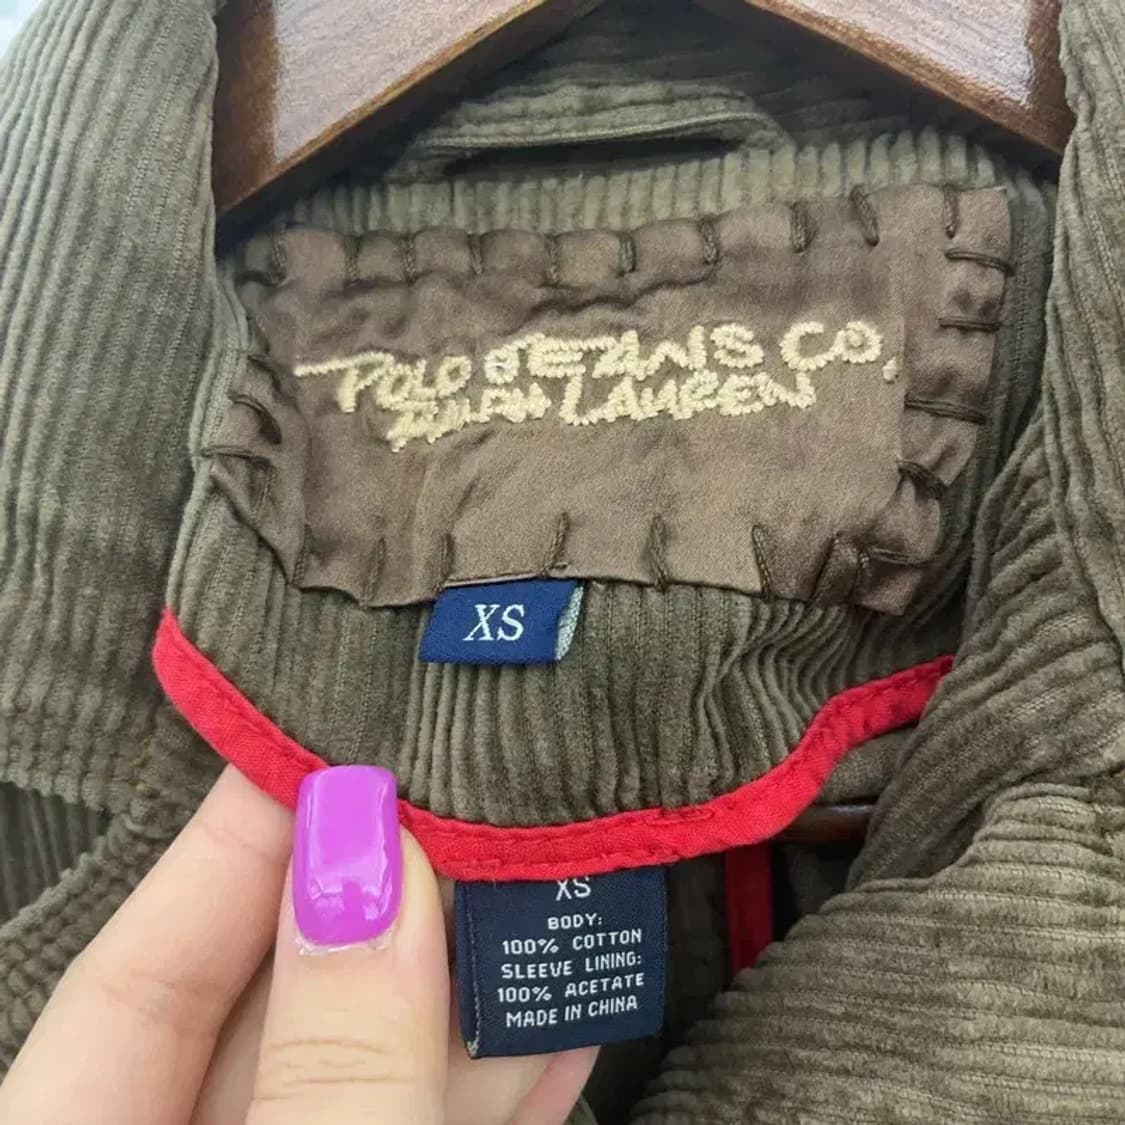 POLO JEANS CO.
RALPH LAUREN
XS
XS
BODY:
100% COTTON
SLEEVE LINING:
100% ACETATE
MADE IN CHINA